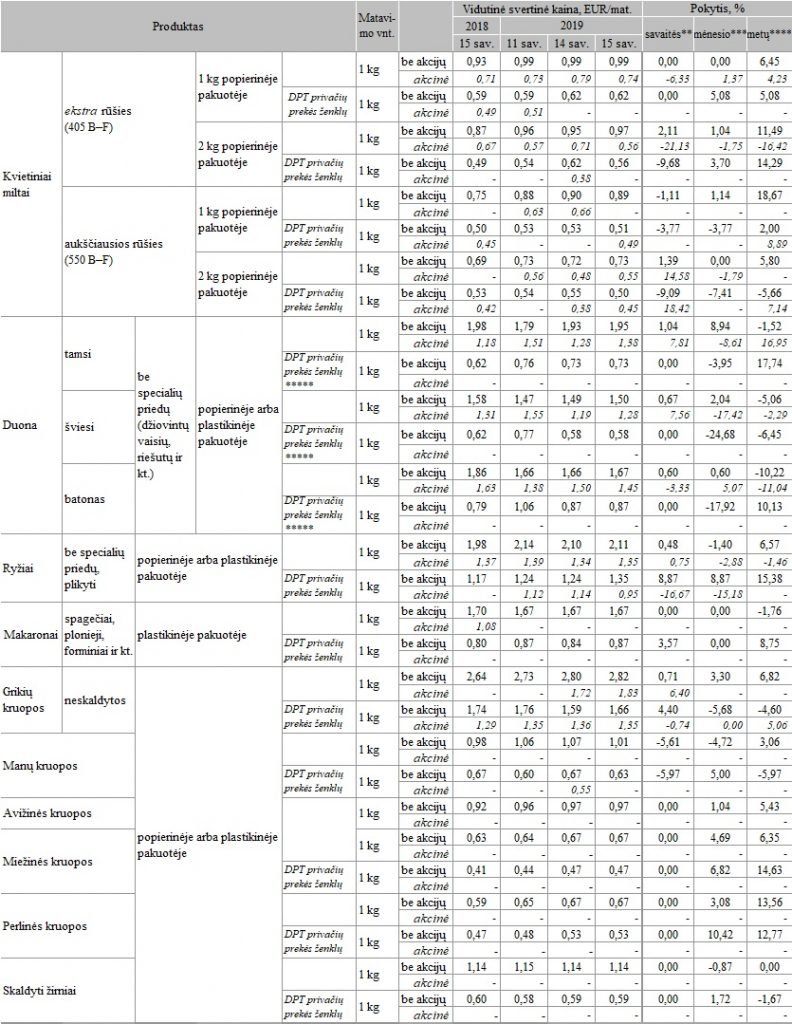 Produktas Matavi-mo vnt. Vidutinė svertinė kaina, EUR/mat. Pokytis, %
2018 2019 savaitės** mėnesio*** metų****
15 sav. 11 sav. 14 sav. 15 sav.
Kvietiniai miltai ekstra rūšies (405 B–F) 1 kg popierinėje pakuotėje 1 kg be akcijų 0,93 0,99 0,99 0,99 0,00 0,00 6,45
akcinė 0,71 0,73 0,79 0,74 -6,33 1,37 4,23
DPT privačių prekės ženklų 1 kg be akcijų 0,59 0,59 0,62 0,62 0,00 5,08 5,08
akcinė 0,49 0,51 - - - - -
2 kg popierinėje pakuotėje 1 kg be akcijų 0,87 0,96 0,95 0,97 2,11 1,04 11,49
akcinė 0,67 0,57 0,71 0,56 -21,13 -1,75 -16,42
DPT privačių prekės ženklų 1 kg be akcijų 0,49 0,54 0,62 0,56 -9,68 3,70 14,29
akcinė - - 0,38 - - - -
aukščiausios rūšies (550 B–F) 1 kg popierinėje pakuotėje 1 kg be akcijų 0,75 0,88 0,90 0,89 -1,11 1,14 18,67
akcinė - 0,63 0,66 - - - -
DPT privačių prekės ženklų 1 kg be akcijų 0,50 0,53 0,53 0,51 -3,77 -3,77 2,00
akcinė 0,45 - - 0,49 - - 8,89
2 kg popierinėje pakuotėje 1 kg be akcijų 0,69 0,73 0,72 0,73 1,39 0,00 5,80
akcinė - 0,56 0,48 0,55 14,58 -1,79 -
DPT privačių prekės ženklų 1 kg be akcijų 0,53 0,54 0,55 0,50 -9,09 -7,41 -5,66
akcinė 0,42 - 0,38 0,45 18,42 - 7,14
Duona tamsi be specialių priedų (džiovintų vaisių, riešutų ir kt.) popierinėje arba plastikinėje pakuotėje 1 kg be akcijų 1,98 1,79 1,93 1,95 1,04 8,94 -1,52
akcinė 1,18 1,51 1,28 1,38 7,81 -8,61 16,95
DPT privačių prekės ženklų ***** 1 kg be akcijų 0,62 0,76 0,73 0,73 0,00 -3,95 17,74
akcinė - - - - - - -
šviesi 1 kg be akcijų 1,58 1,47 1,49 1,50 0,67 2,04 -5,06
akcinė 1,31 1,55 1,19 1,28 7,56 -17,42 -2,29
DPT privačių prekės ženklų ***** 1 kg be akcijų 0,62 0,77 0,58 0,58 0,00 -24,68 -6,45
akcinė - - - - - - -
batonas 1 kg be akcijų 1,86 1,66 1,66 1,67 0,60 0,60 -10,22
akcinė 1,63 1,38 1,50 1,45 -3,33 5,07 -11,04
DPT privačių prekės ženklų ***** 1 kg be akcijų 0,79 1,06 0,87 0,87 0,00 -17,92 10,13
akcinė - - - - - - -
Ryžiai be specialių priedų, plikyti popierinėje arba plastikinėje pakuotėje 1 kg be akcijų 1,98 2,14 2,10 2,11 0,48 -1,40 6,57
akcinė 1,37 1,39 1,34 1,35 0,75 -2,88 -1,46
DPT privačių prekės ženklų 1 kg be akcijų 1,17 1,24 1,24 1,35 8,87 8,87 15,38
akcinė - 1,12 1,14 0,95 -16,67 -15,18 -
Makaronai spagečiai, plonieji, forminiai ir kt. plastikinėje pakuotėje 1 kg be akcijų 1,70 1,67 1,67 1,67 0,00 0,00 -1,76
akcinė 1,08 - - - - - -
DPT privačių prekės ženklų 1 kg be akcijų 0,80 0,87 0,84 0,87 3,57 0,00 8,75
akcinė - - - - - - -
Grikių kruopos neskaldytos popierinėje arba plastikinėje pakuotėje 1 kg be akcijų 2,64 2,73 2,80 2,82 0,71 3,30 6,82
akcinė - - 1,72 1,83 6,40 - -
DPT privačių prekės ženklų 1 kg be akcijų 1,74 1,76 1,59 1,66 4,40 -5,68 -4,60
akcinė 1,29 1,35 1,36 1,35 -0,74 0,00 5,06
Manų kruopos 1 kg be akcijų 0,98 1,06 1,07 1,01 -5,61 -4,72 3,06
akcinė - - - - - - -
DPT privačių prekės ženklų 1 kg be akcijų 0,67 0,60 0,67 0,63 -5,97 5,00 -5,97
akcinė - - 0,55 - - - -
Avižinės kruopos 1 kg be akcijų 0,92 0,96 0,97 0,97 0,00 1,04 5,43
akcinė - - - - - - -
Miežinės kruopos 1 kg be akcijų 0,63 0,64 0,67 0,67 0,00 4,69 6,35
akcinė - - - - - - -
DPT privačių prekės ženklų 1 kg be akcijų 0,41 0,44 0,47 0,47 0,00 6,82 14,63
akcinė - - - - - - -
Perlinės kruopos 1 kg be akcijų 0,59 0,65 0,67 0,67 0,00 3,08 13,56
akcinė - - - - - - -
DPT privačių prekės ženklų 1 kg be akcijų 0,47 0,48 0,53 0,53 0,00 10,42 12,77
akcinė - - - - - - -
Skaldyti žirniai 1 kg be akcijų 1,14 1,15 1,14 1,14 0,00 -0,87 0,00
akcinė - - - - - - -
DPT privačių prekės ženklų 1 kg be akcijų 0,60 0,58 0,59 0,59 0,00 1,72 -1,67
akcinė - - - - - - -